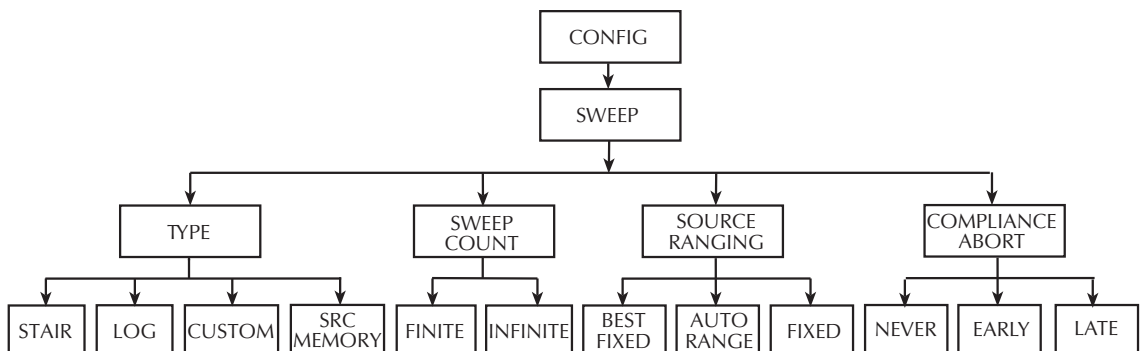 CONFIG
SWEEP
TYPE
SWEEP
COUNT
SOURCE
RANGING
COMPLIANCE
ABORT
STAIR
LOG
CUSTOM
SRC
MEMORY
FINITE
INFINITE
BEST
FIXED
AUTO
RANGE
FIXED
NEVER
EARLY
LATE